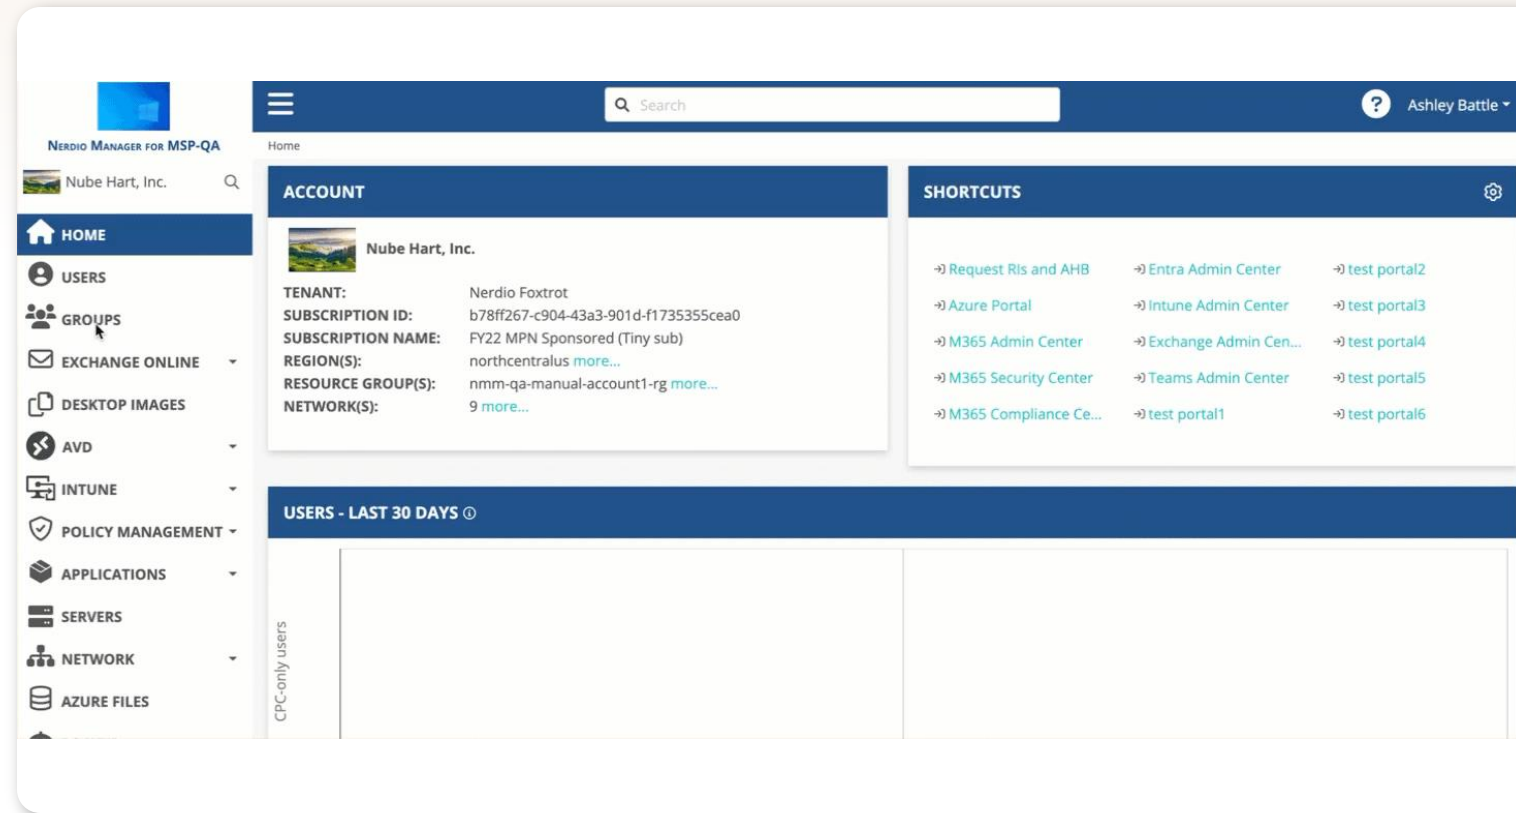 NERDIO MANAGER FOR MSP-QA
Nube Hart, Inc.
HOME
USERS
GROUPS
EXCHANGE ONLINE
DESKTOP IMAGES
AVD
INTUNE
POLICY MANAGEMENT
APPLICATIONS
SERVERS
NETWORK
AZURE FILES
Search
? Ashley Battle
Home
ACCOUNT
Nube Hart, Inc.
TENANT: Nerdio Foxtrot
SUBSCRIPTION ID: b78ff267-c904-43a3-901d-f1735355cea0
SUBSCRIPTION NAME: FY22 MPN Sponsored (Tiny sub)
REGION(S): northcentralus more...
RESOURCE GROUP(S): nmm-qa-manual-account1-rg more...
NETWORK(S): 9 more...
SHORTCUTS
Request RIs and AHB Entra Admin Center test portal2
Azure Portal Intune Admin Center test portal3
M365 Admin Center Exchange Admin Cen... test portal4
M365 Security Center Teams Admin Center test portal5
M365 Compliance Ce... test portal1 test portal6
USERS - LAST 30 DAYS
CPC-only users